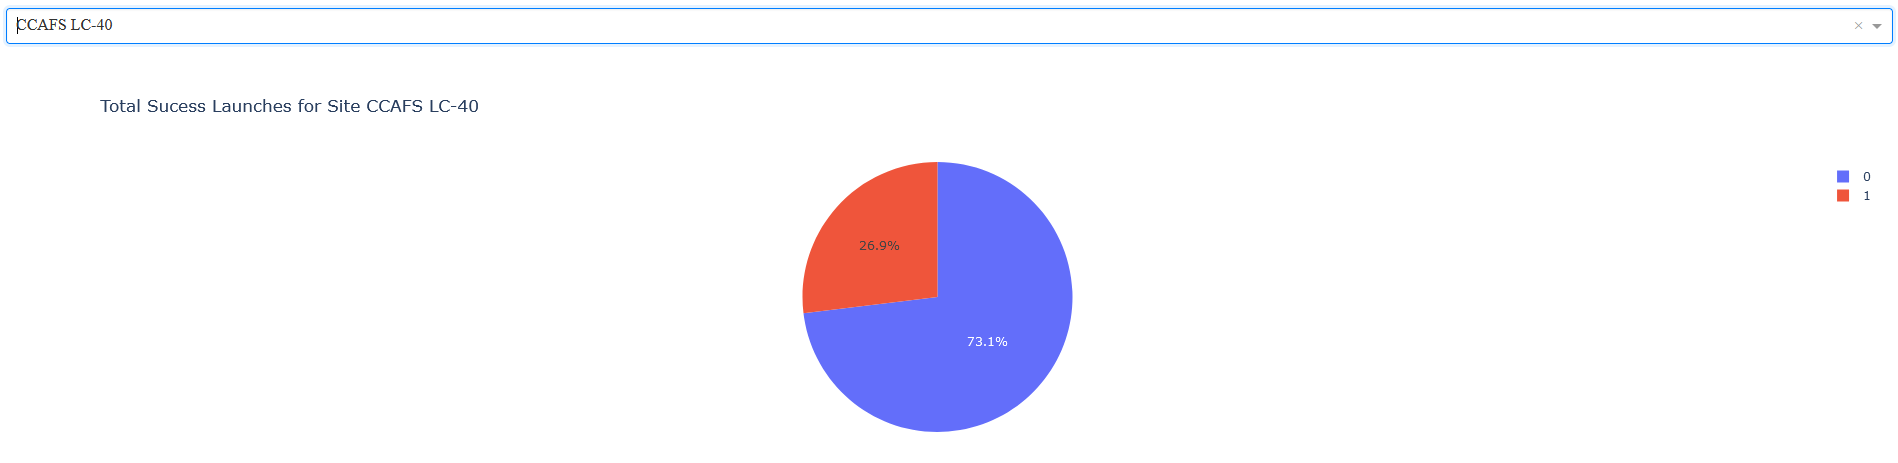 CCAFS LC-40
Total Sucess Launches for Site CCAFS LC-40
0
1
26.9%
73.1%